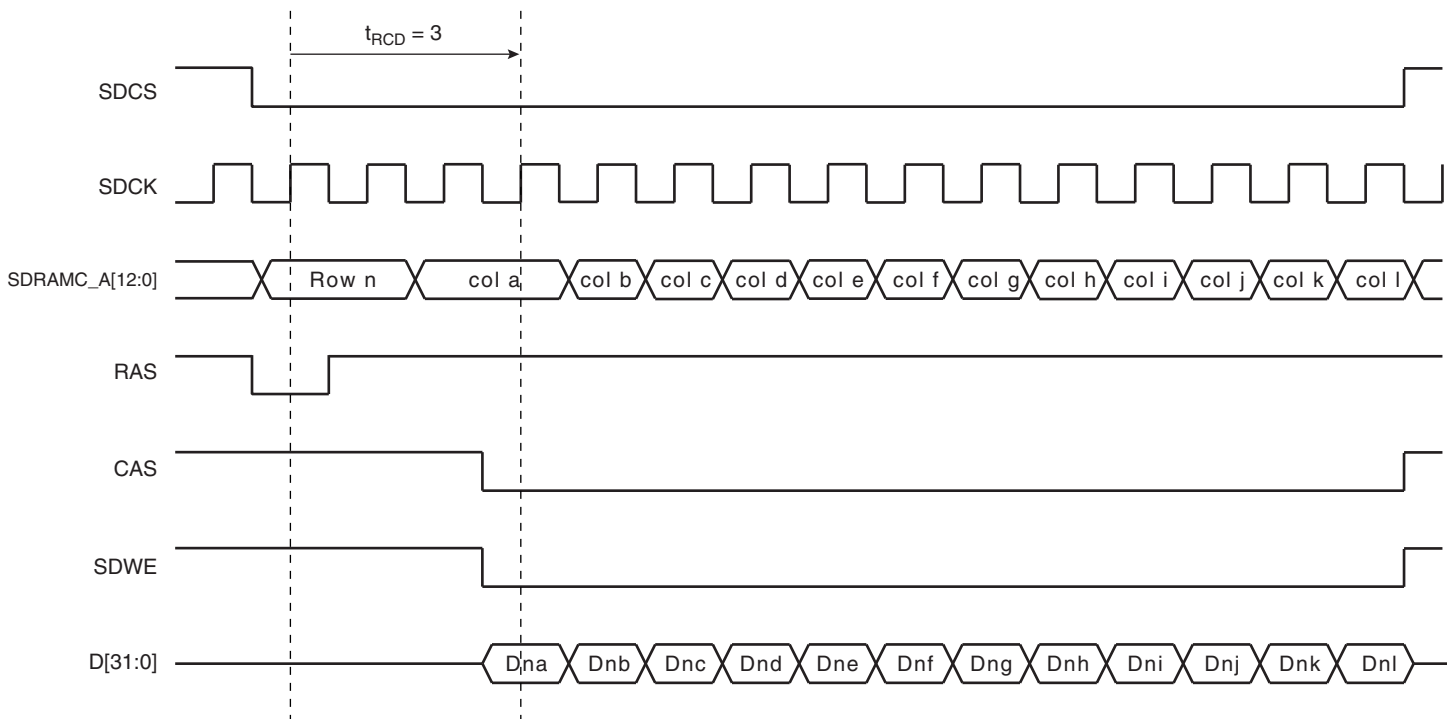 tRCD = 3
SDCS
SDCK
SDRAMC_A[12:0] Row n col a col b col c col d col e col f col g col h col i col j col k col l
RAS
CAS
SDWE
D[31:0] Dna Dnb Dnc Dnd Dne Dnf Dng Dnh Dni Dnj Dnk Dnl